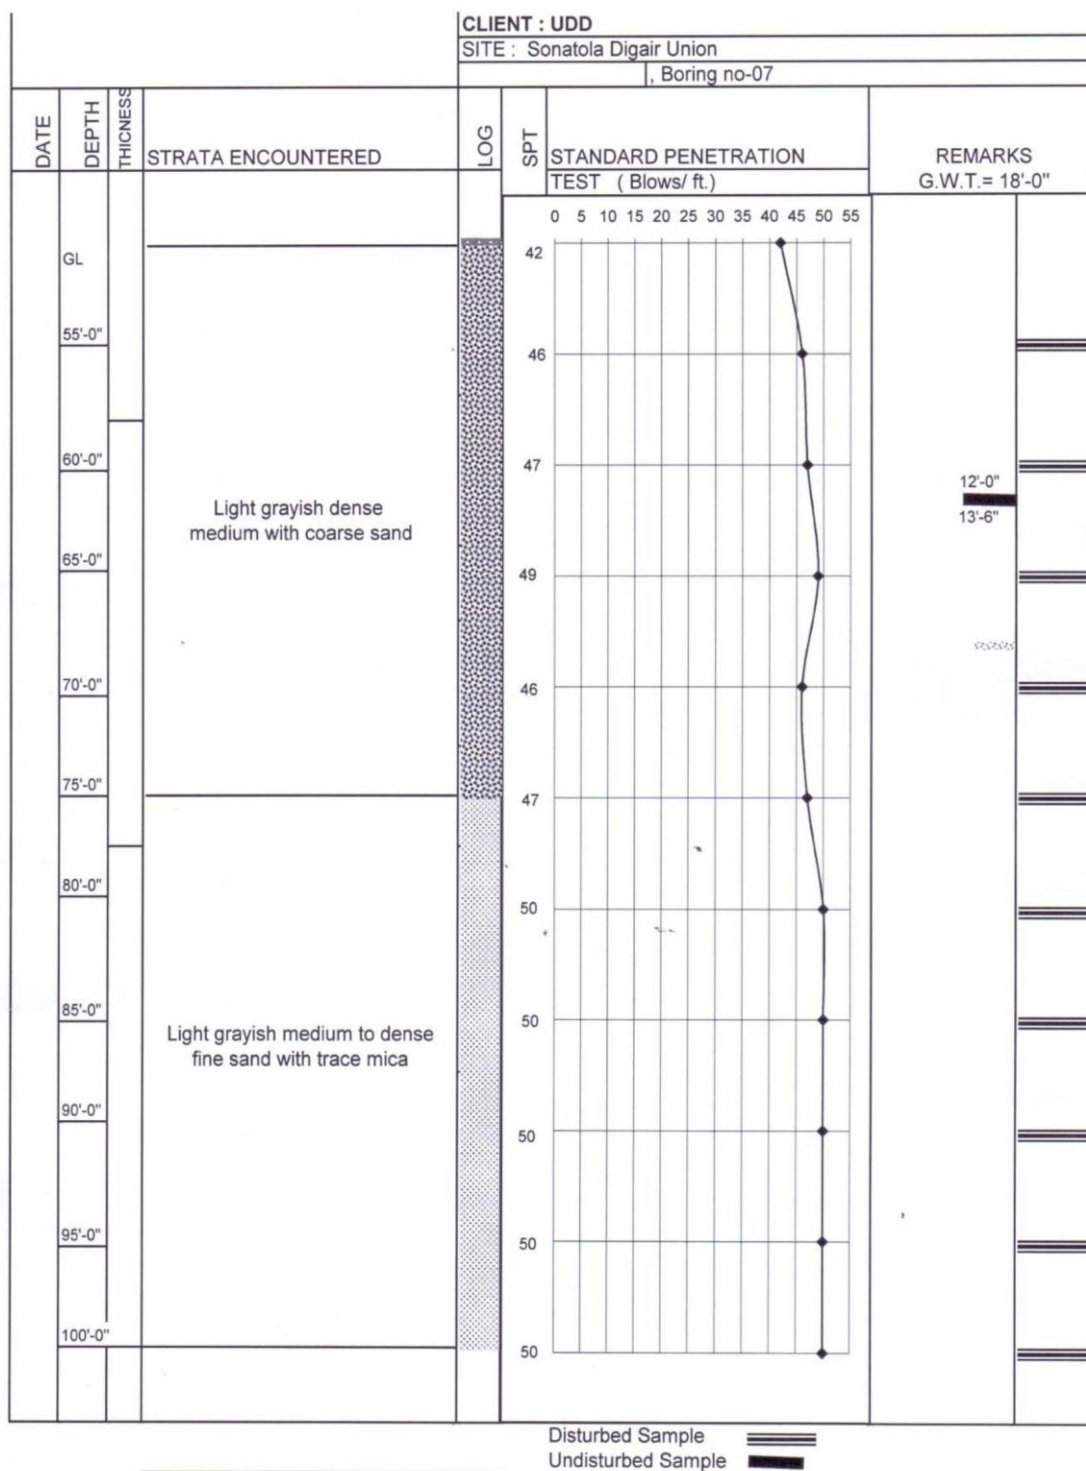 CLIENT : UDD
SITE : Sonatola Digair Union
, Boring no-07
DATE
DEPTH
THICNESS
STRATA ENCOUNTERED
LOG
SPT
STANDARD PENETRATION
TEST ( Blows/ ft.)
REMARKS
G.W.T.= 18'-0"
0 5 10 15 20 25 30 35 40 45 50 55
42
GL
55'-0"
46
60'-0"
47
12'-0"
13'-6"
Light grayish dense
medium with coarse sand
65'-0"
49
70'-0"
46
75'-0"
47
80'-0"
50
85'-0"
50
Light grayish medium to dense
fine sand with trace mica
90'-0"
50
95'-0"
50
100'-0"
50
Disturbed Sample
Undisturbed Sample